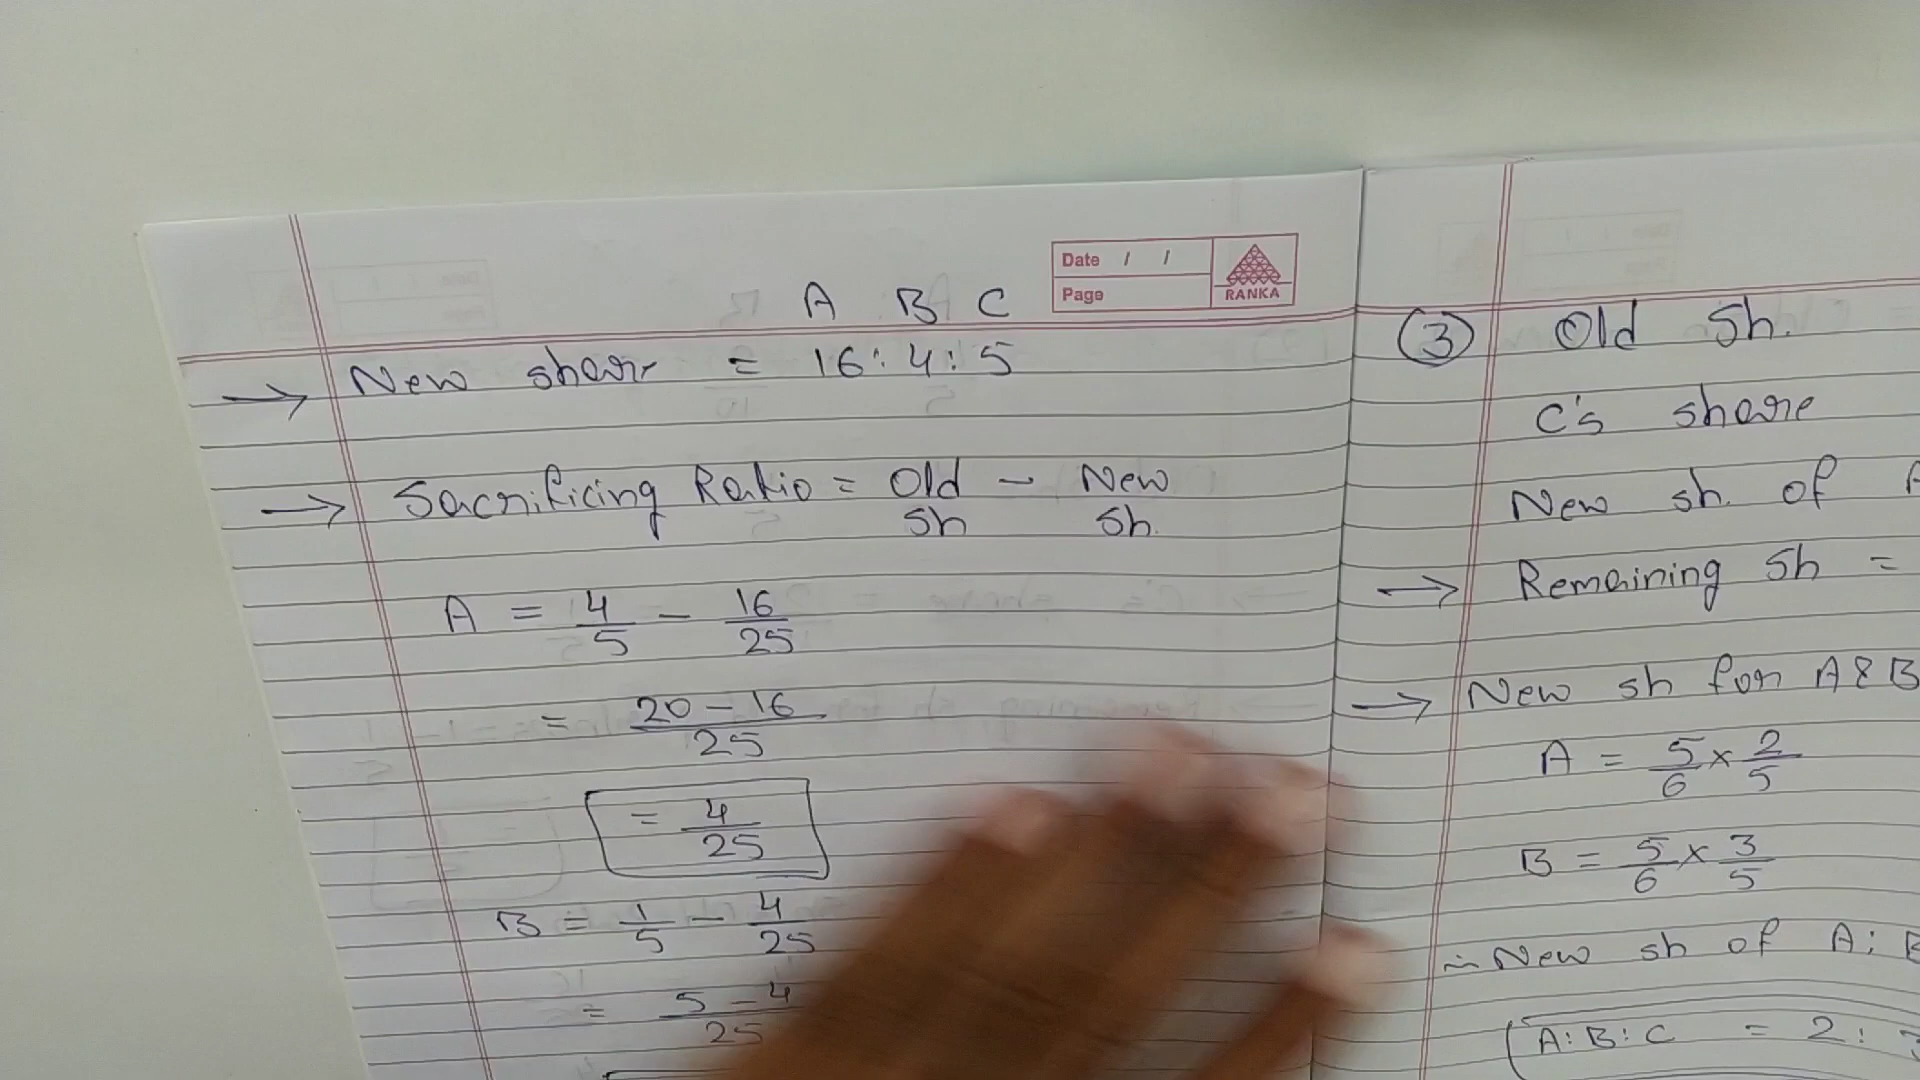 Date / /
Page
RANKA
A B C
→ New share = 16:4:5
→ Sacrificing Ratio = Old sh - New sh.
A = 4/5 - 16/25
= 20-16/25
= 4/25
B = 1/5 - 4/25
= 5-4/25
(3) Old Sh.
C's share
New sh. of A
→ Remaining sh =
→ New sh for A&B
A = 5/6 × 2/5
B = 5/6 × 3/5
∴ New sh of A:B
A:B:C = 2:3